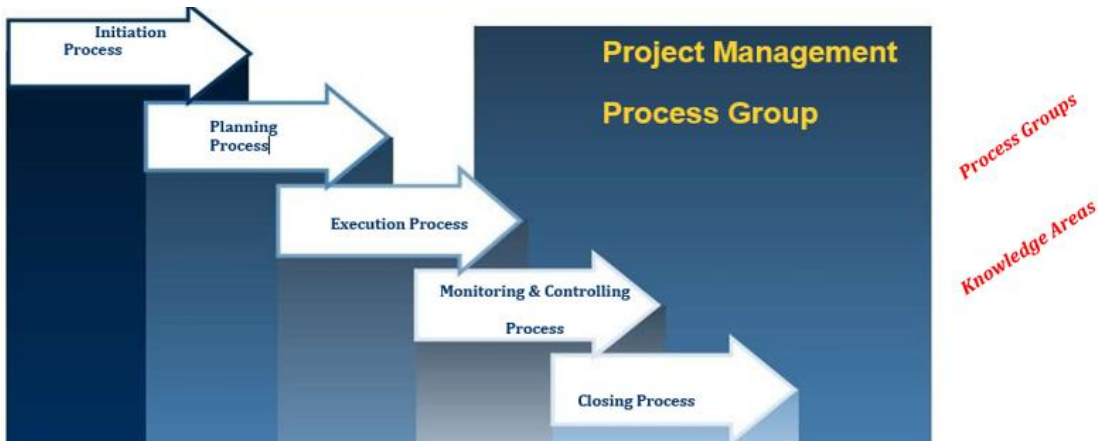 Initiation
Process
Project Management
Process Group
Planning
Process
Process Groups
Execution Process
Knowledge Areas
Monitoring & Controlling
Process
Closing Process